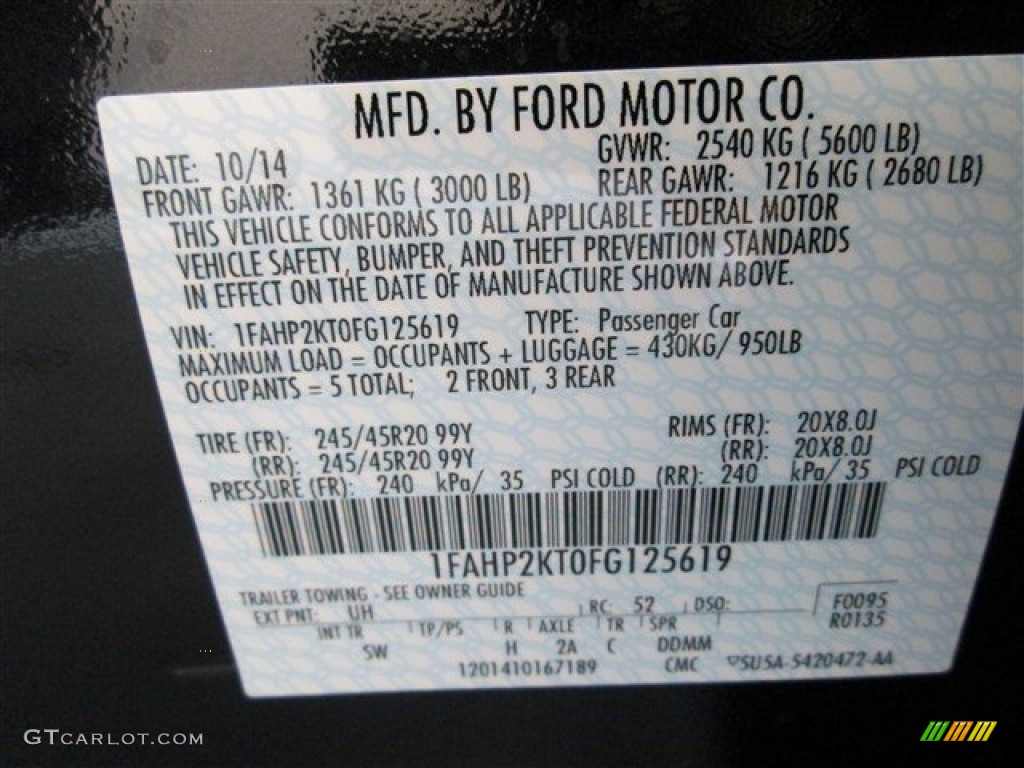 MFD. BY FORD MOTOR CO.
DATE: 10/14 GVWR: 2540 KG ( 5600 LB)
FRONT GAWR: 1361 KG ( 3000 LB) REAR GAWR: 1216 KG ( 2680 LB)
THIS VEHICLE CONFORMS TO ALL APPLICABLE FEDERAL MOTOR
VEHICLE SAFETY, BUMPER, AND THEFT PREVENTION STANDARDS
IN EFFECT ON THE DATE OF MANUFACTURE SHOWN ABOVE.
VIN: 1FAHP2KT0FG125619 TYPE: Passenger Car
MAXIMUM LOAD = OCCUPANTS + LUGGAGE = 430KG/ 950LB
OCCUPANTS = 5 TOTAL; 2 FRONT, 3 REAR
TIRE (FR): 245/45R20 99Y RIMS (FR): 20X8.0J
(RR): 245/45R20 99Y (RR): 20X8.0J
PRESSURE (FR): 240 kPa/ 35 PSI COLD (RR): 240 kPa/ 35 PSI COLD
1FAHP2KT0FG125619
TRAILER TOWING - SEE OWNER GUIDE
EXT PNT: UH RC: 52 DSO: F0095
R0135
INT TR TP/PS R AXLE TR SPR
SW H 2A C DDMM
1201410167189 CMC 5U5A-5420472-AA
GTCARLOT.COM